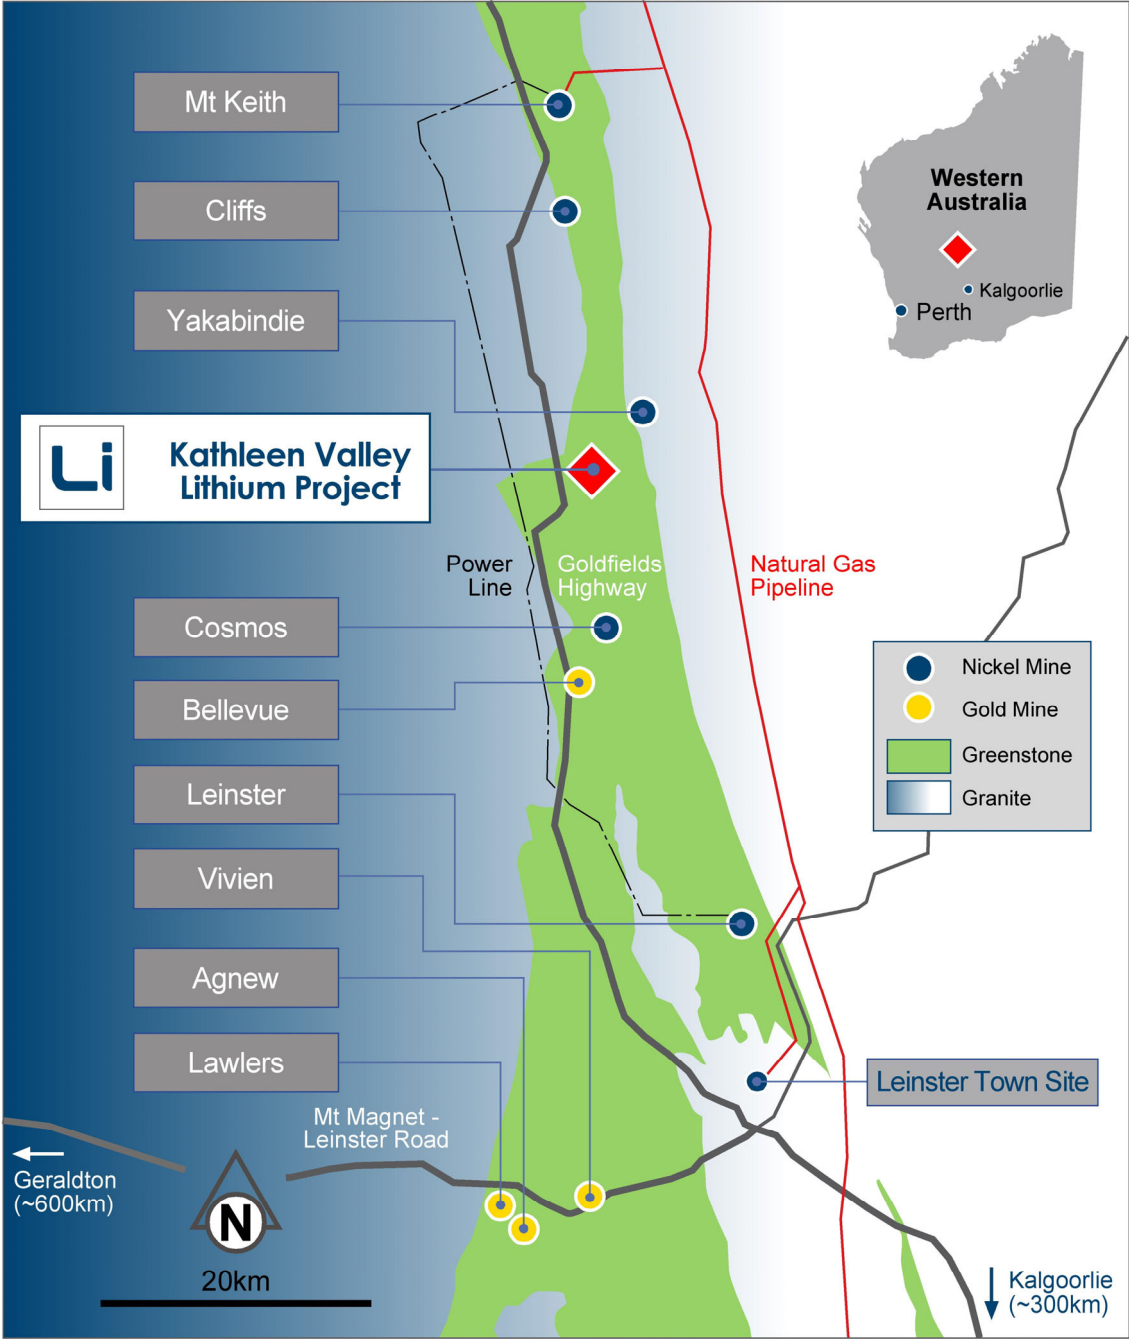 Mt Keith
Cliffs
Yakabindie
Li
Kathleen Valley
Lithium Project
Cosmos
Bellevue
Leinster
Vivien
Agnew
Lawlers
Western
Australia
Kalgoorlie
Perth
Power
Line
Goldfields
Highway
Natural Gas
Pipeline
Nickel Mine
Gold Mine
Greenstone
Granite
Leinster Town Site
Mt Magnet -
Leinster Road
Geraldton
(~600km)
N
20km
Kalgoorlie
(~300km)